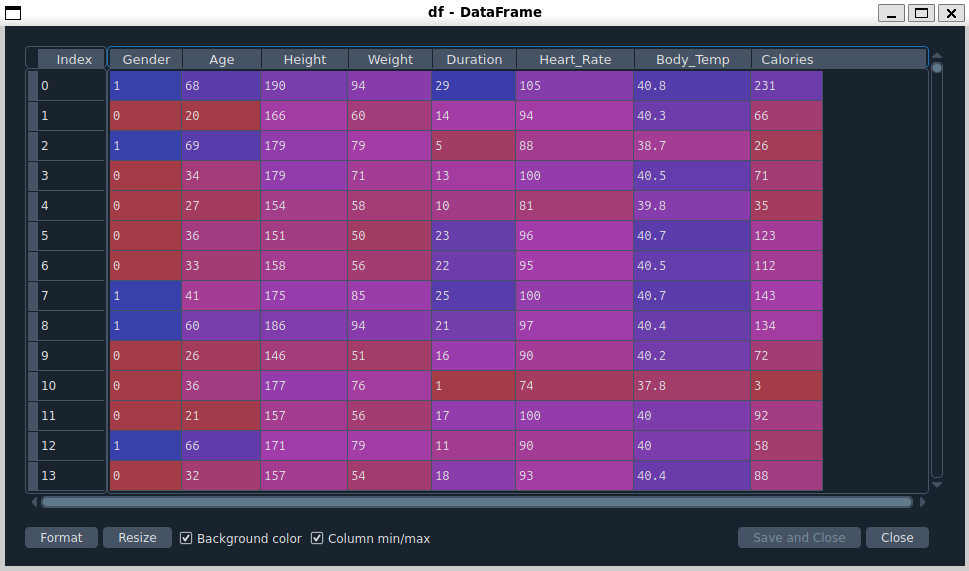 df - DataFrame
Index Gender Age Height Weight Duration Heart_Rate Body_Temp Calories
0 1 68 190 94 29 105 40.8 231
1 0 20 166 60 14 94 40.3 66
2 1 69 179 79 5 88 38.7 26
3 0 34 179 71 13 100 40.5 71
4 0 27 154 58 10 81 39.8 35
5 0 36 151 50 23 96 40.7 123
6 0 33 158 56 22 95 40.5 112
7 1 41 175 85 25 100 40.7 143
8 1 60 186 94 21 97 40.4 134
9 0 26 146 51 16 90 40.2 72
10 0 36 177 76 1 74 37.8 3
11 0 21 157 56 17 100 40 92
12 1 66 171 79 11 90 40 58
13 0 32 157 54 18 93 40.4 88
Format Resize Background color Column min/max Save and Close Close